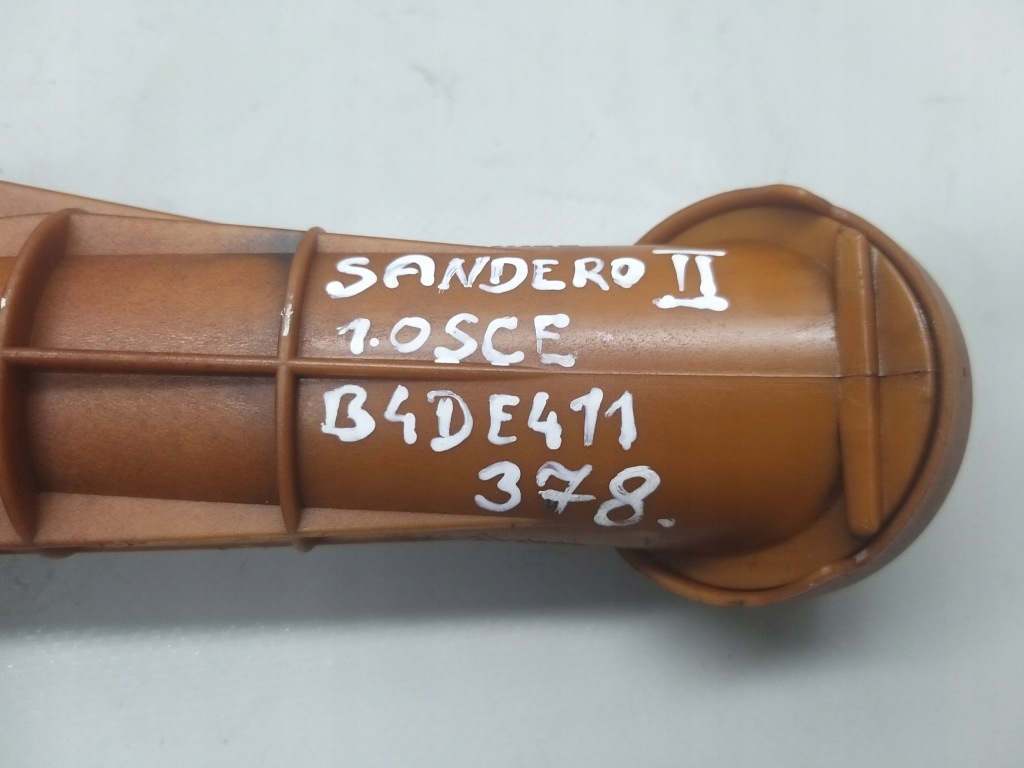 SANDERO II
1.0SCE
B4DE411
378.